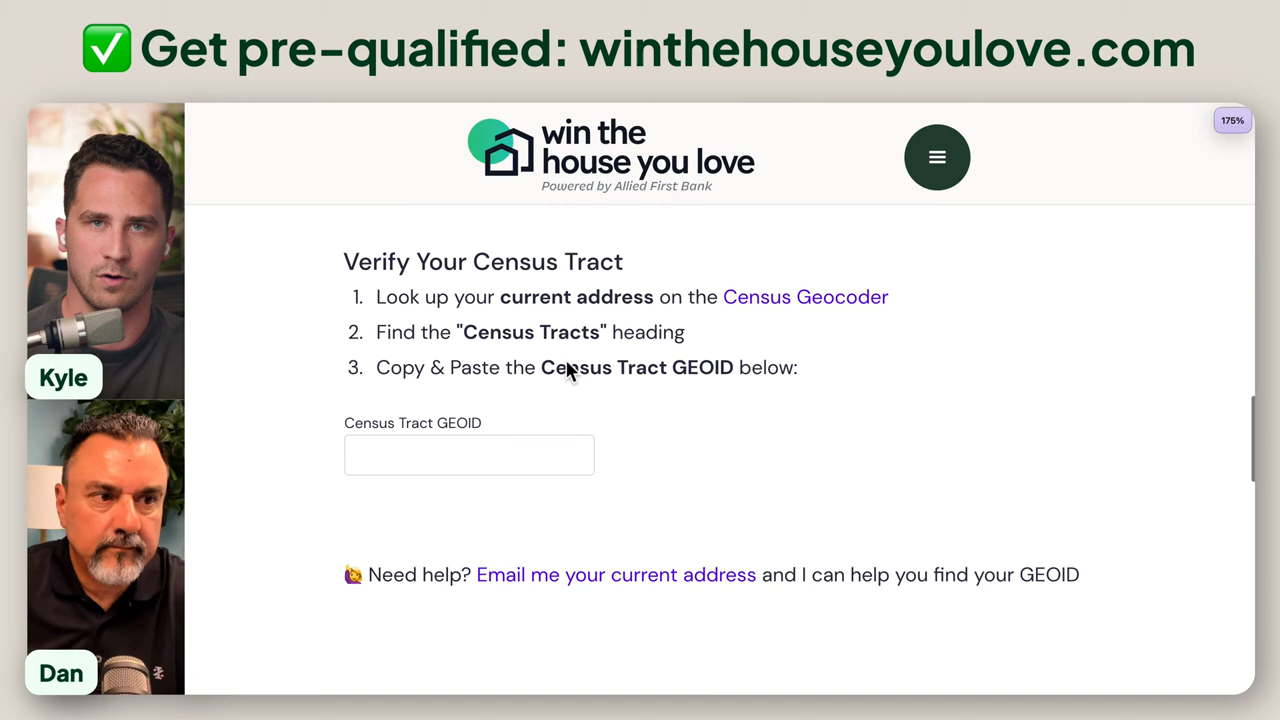 ✅ Get pre-qualified: winthehouseyoulove.com
175%
win the
house you love
Powered by Allied First Bank
Verify Your Census Tract
1. Look up your current address on the Census Geocoder
2. Find the "Census Tracts" heading
3. Copy & Paste the Census Tract GEOID below:
Census Tract GEOID
🙋‍♀️ Need help? Email me your current address and I can help you find your GEOID
Kyle
Dan